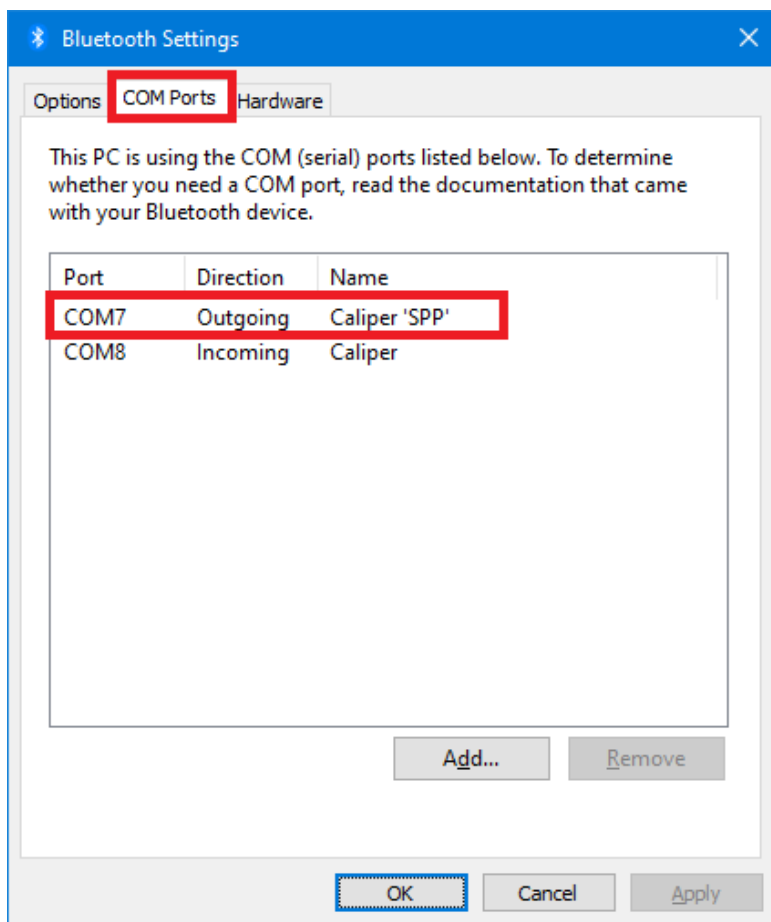 Bluetooth Settings
Options COM Ports Hardware
This PC is using the COM (serial) ports listed below. To determine
whether you need a COM port, read the documentation that came
with your Bluetooth device.
Port Direction Name
COM7 Outgoing Caliper 'SPP'
COM8 Incoming Caliper
Add... Remove
OK Cancel Apply